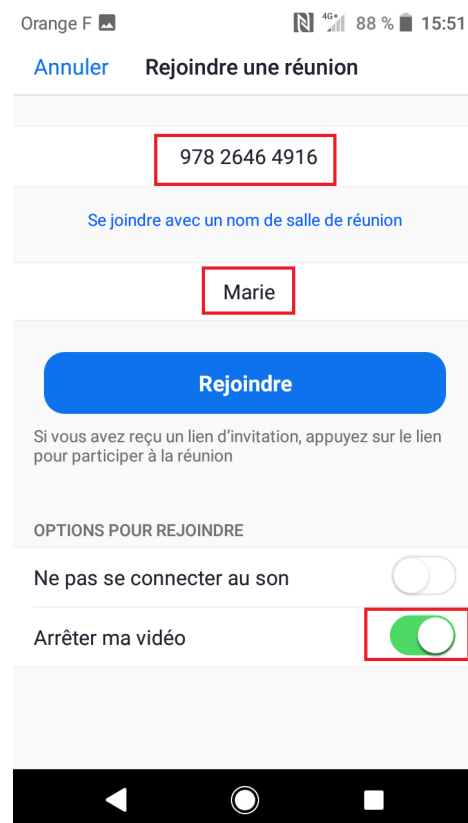 Orange F 4G+ 88 % 15:51
Annuler Rejoindre une réunion
978 2646 4916
Se joindre avec un nom de salle de réunion
Marie
Rejoindre
Si vous avez reçu un lien d'invitation, appuyez sur le lien
pour participer à la réunion
OPTIONS POUR REJOINDRE
Ne pas se connecter au son
Arrêter ma vidéo